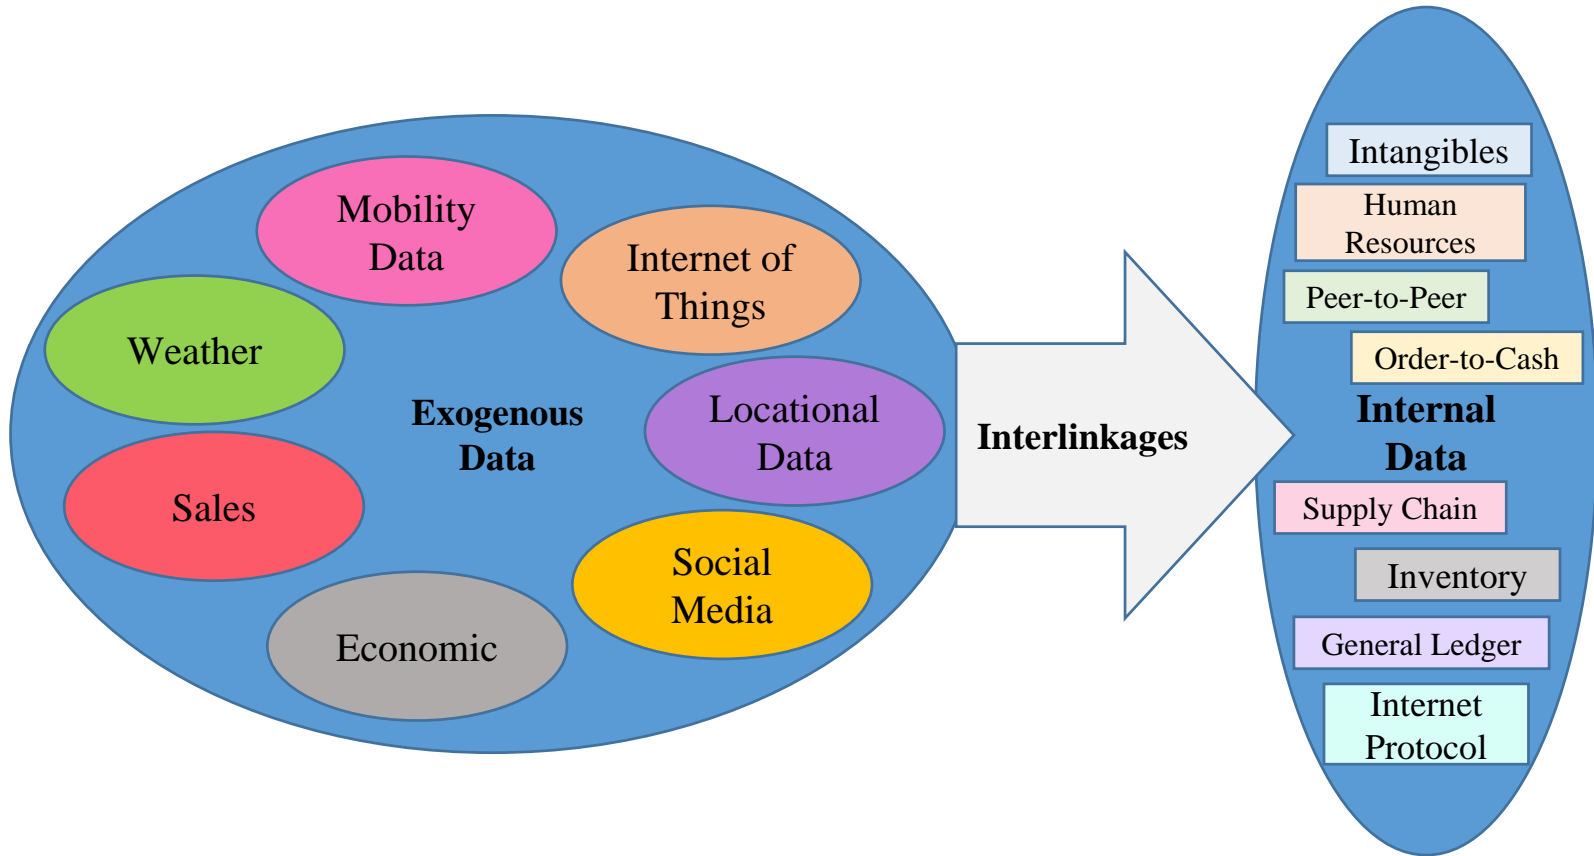 Mobility
Data
Internet of
Things
Weather
Exogenous
Data
Locational
Data
Sales
Social
Media
Economic
Interlinkages
Intangibles
Human
Resources
Peer-to-Peer
Order-to-Cash
Internal
Data
Supply Chain
Inventory
General Ledger
Internet
Protocol